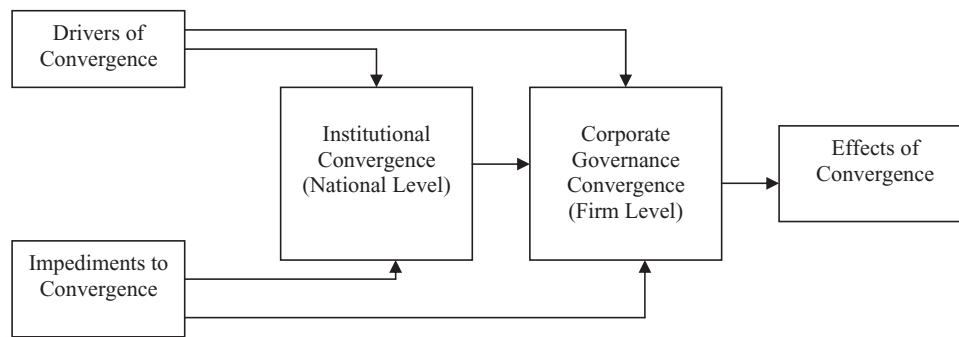 Drivers of
Convergence
Institutional
Convergence
(National Level)
Corporate
Governance
Convergence
(Firm Level)
Effects of
Convergence
Impediments to
Convergence